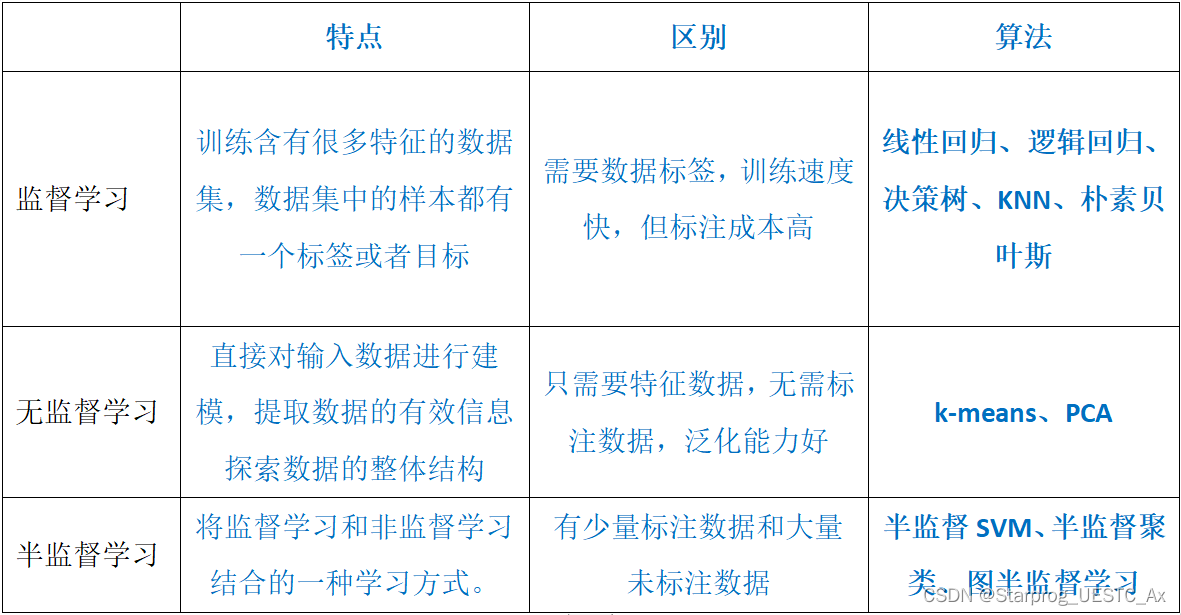 特点
区别
算法
监督学习
训练含有很多特征的数据
集，数据集中的样本都有
一个标签或者目标
需要数据标签，训练速度
快，但标注成本高
线性回归、逻辑回归、
决策树、KNN、朴素贝
叶斯
无监督学习
直接对输入数据进行建
模，提取数据的有效信息
探索数据的整体结构
只需要特征数据，无需标
注数据，泛化能力好
k-means、PCA
半监督学习
将监督学习和非监督学习
结合的一种学习方式。
有少量标注数据和大量
未标注数据
半监督 SVM、半监督聚
类、图半监督学习
CSDN @Starprog_UESTC_Ax